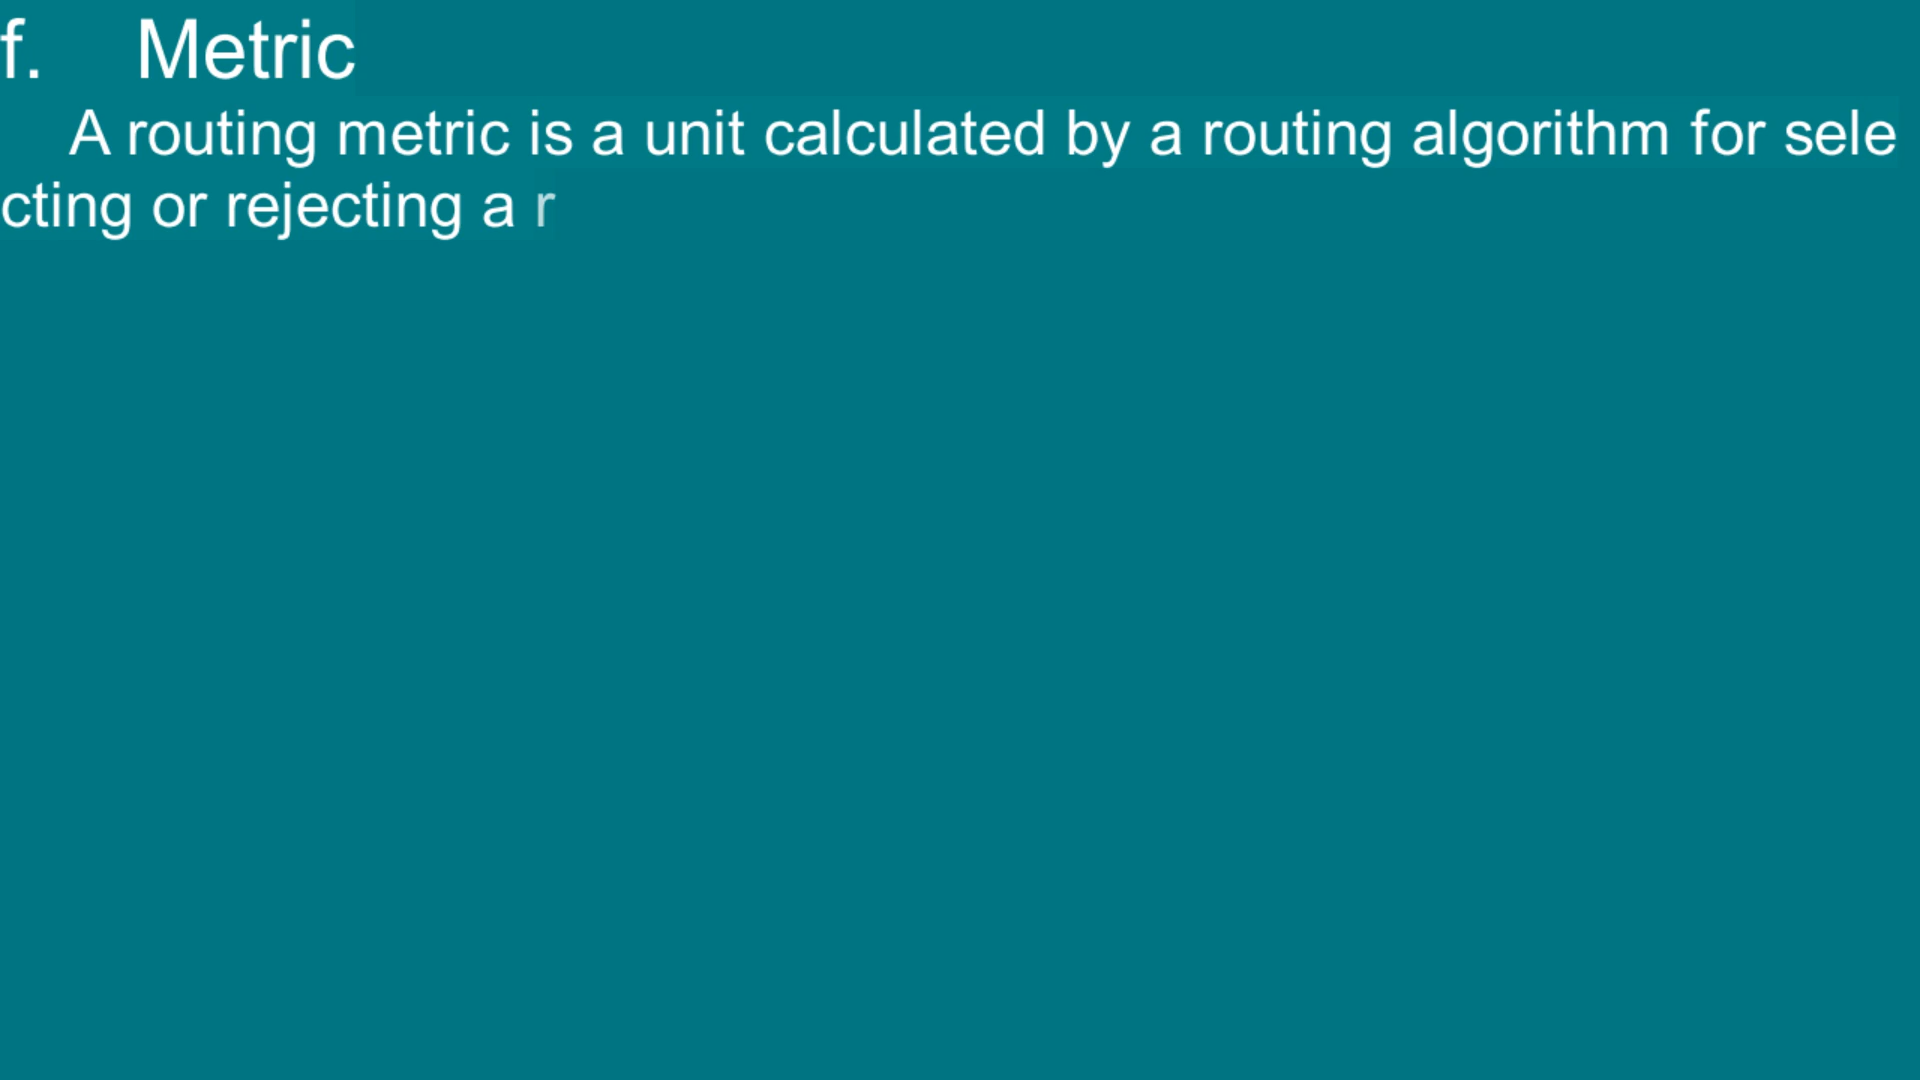 f. Metric
A routing metric is a unit calculated by a routing algorithm for sele
cting or rejecting a r